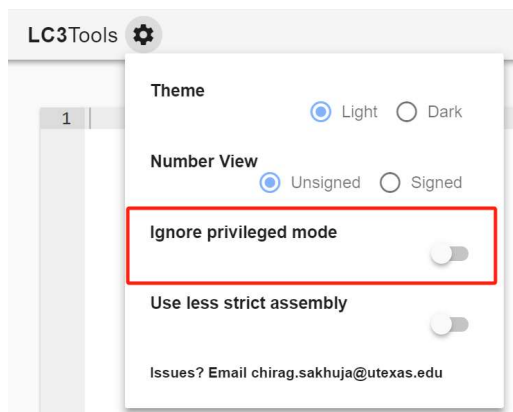 LC3Tools
1
Theme
Light Dark
Number View
Unsigned Signed
Ignore privileged mode
Use less strict assembly
Issues? Email chirag.sakhuja@utexas.edu